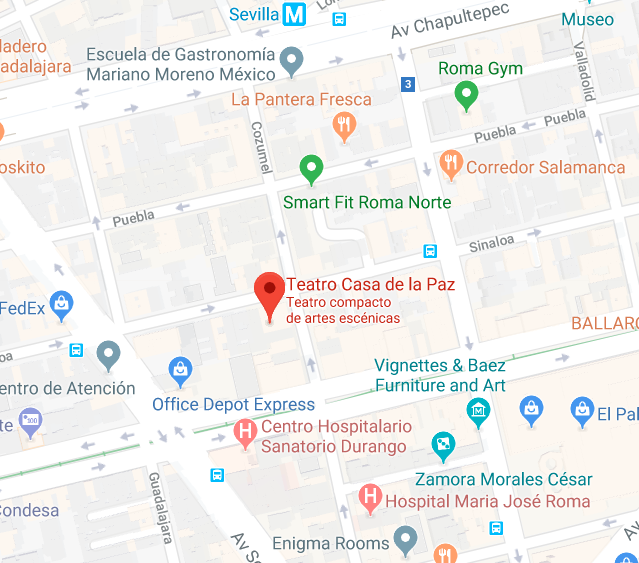 Sevilla M
Av Chapultepec
Museo
Escuela de Gastronomía
Mariano Moreno México
Valladolid
3
Roma Gym
La Pantera Fresca
Cozumel
Puebla
Puebla
Corredor Salamanca
Smart Fit Roma Norte
Puebla
Sinaloa
Teatro Casa de la Paz
Teatro compacto
de artes escénicas
FedEx
Vignettes & Baez
Furniture and Art
Office Depot Express
Centro Hospitalario
Sanatorio Durango
El Pal
Zamora Morales César
Hospital Maria José Roma
Condesa
Guadalajara
Enigma Rooms
H
H